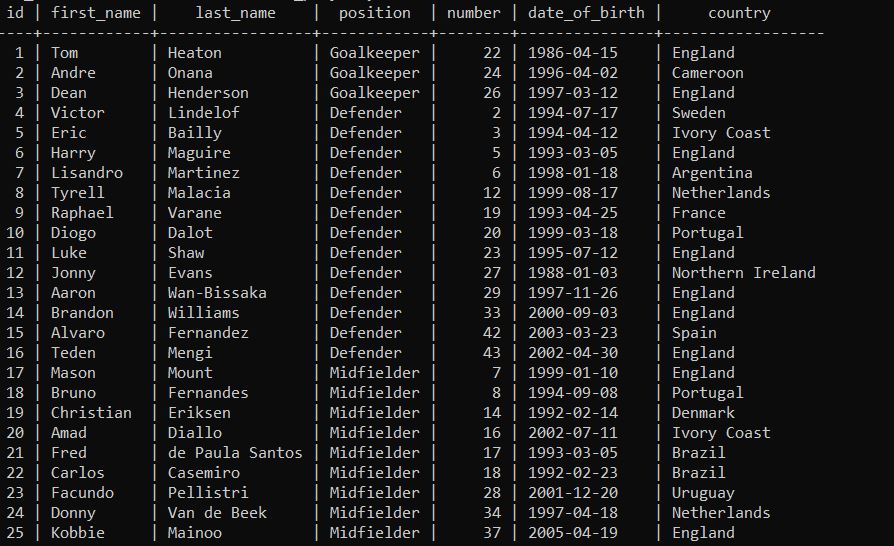 id | first_name |   last_name    |  position  | number | date_of_birth |     country
----+------------+----------------+------------+--------+---------------+------------------
  1 | Tom        | Heaton         | Goalkeeper |     22 | 1986-04-15    | England
  2 | Andre      | Onana          | Goalkeeper |     24 | 1996-04-02    | Cameroon
  3 | Dean       | Henderson      | Goalkeeper |     26 | 1997-03-12    | England
  4 | Victor     | Lindelof       | Defender   |      2 | 1994-07-17    | Sweden
  5 | Eric       | Bailly         | Defender   |      3 | 1994-04-12    | Ivory Coast
  6 | Harry      | Maguire        | Defender   |      5 | 1993-03-05    | England
  7 | Lisandro   | Martinez       | Defender   |      6 | 1998-01-18    | Argentina
  8 | Tyrell     | Malacia        | Defender   |     12 | 1999-08-17    | Netherlands
  9 | Raphael    | Varane         | Defender   |     19 | 1993-04-25    | France
 10 | Diogo      | Dalot          | Defender   |     20 | 1999-03-18    | Portugal
 11 | Luke       | Shaw           | Defender   |     23 | 1995-07-12    | England
 12 | Jonny      | Evans          | Defender   |     27 | 1988-01-03    | Northern Ireland
 13 | Aaron      | Wan-Bissaka    | Defender   |     29 | 1997-11-26    | England
 14 | Brandon    | Williams       | Defender   |     33 | 2000-09-03    | England
 15 | Alvaro     | Fernandez      | Defender   |     42 | 2003-03-23    | Spain
 16 | Teden      | Mengi          | Defender   |     43 | 2002-04-30    | England
 17 | Mason      | Mount          | Midfielder |      7 | 1999-01-10    | England
 18 | Bruno      | Fernandes      | Midfielder |      8 | 1994-09-08    | Portugal
 19 | Christian  | Eriksen        | Midfielder |     14 | 1992-02-14    | Denmark
 20 | Amad       | Diallo         | Midfielder |     16 | 2002-07-11    | Ivory Coast
 21 | Fred       | de Paula Santos | Midfielder |     17 | 1993-03-05    | Brazil
 22 | Carlos     | Casemiro       | Midfielder |     18 | 1992-02-23    | Brazil
 23 | Facundo    | Pellistri      | Midfielder |     28 | 2001-12-20    | Uruguay
 24 | Donny      | Van de Beek    | Midfielder |     34 | 1997-04-18    | Netherlands
 25 | Kobbie     | Mainoo         | Midfielder |     37 | 2005-04-19    | England